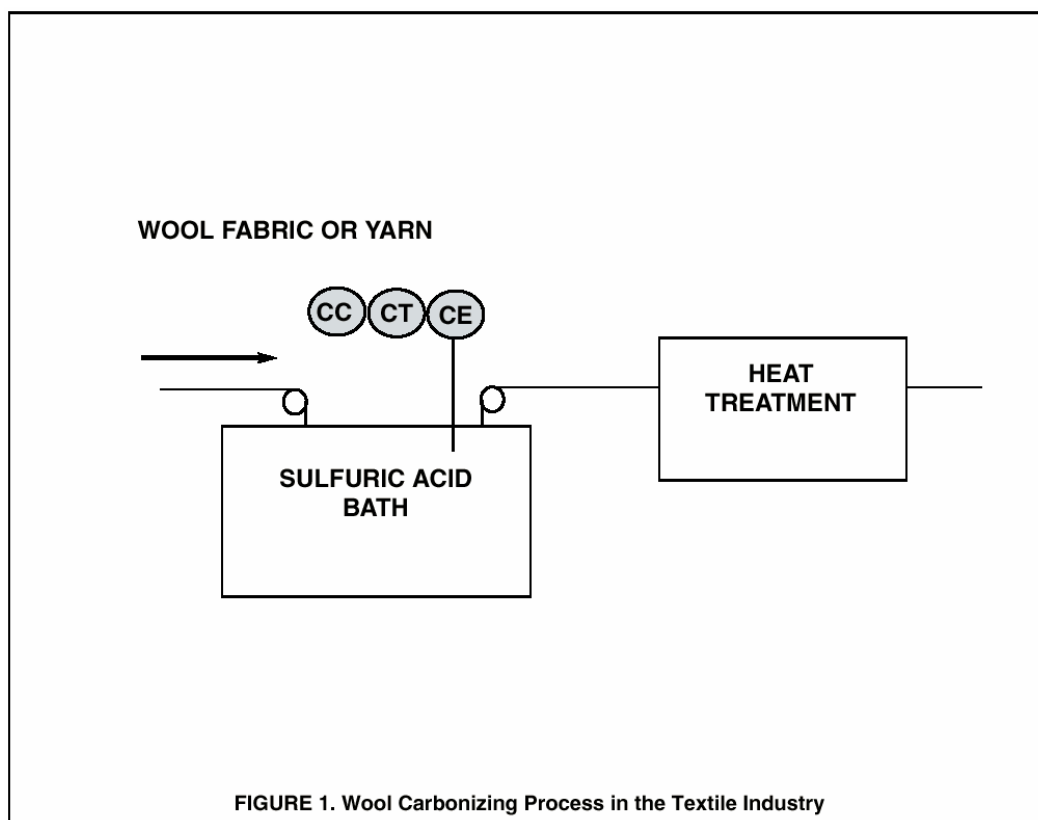 WOOL FABRIC OR YARN
CC CT CE
HEAT
TREATMENT
SULFURIC ACID
BATH
FIGURE 1. Wool Carbonizing Process in the Textile Industry